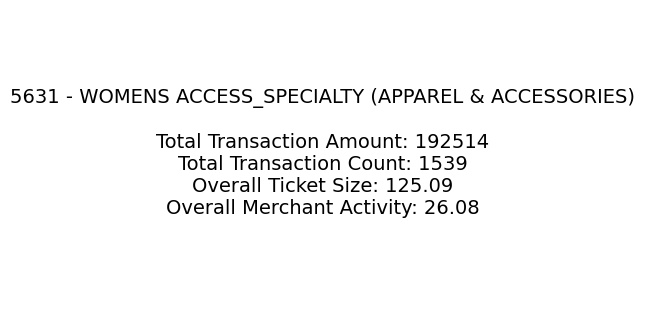 5631 - WOMENS ACCESS_SPECIALTY (APPAREL & ACCESSORIES)
Total Transaction Amount: 192514
Total Transaction Count: 1539
Overall Ticket Size: 125.09
Overall Merchant Activity: 26.08